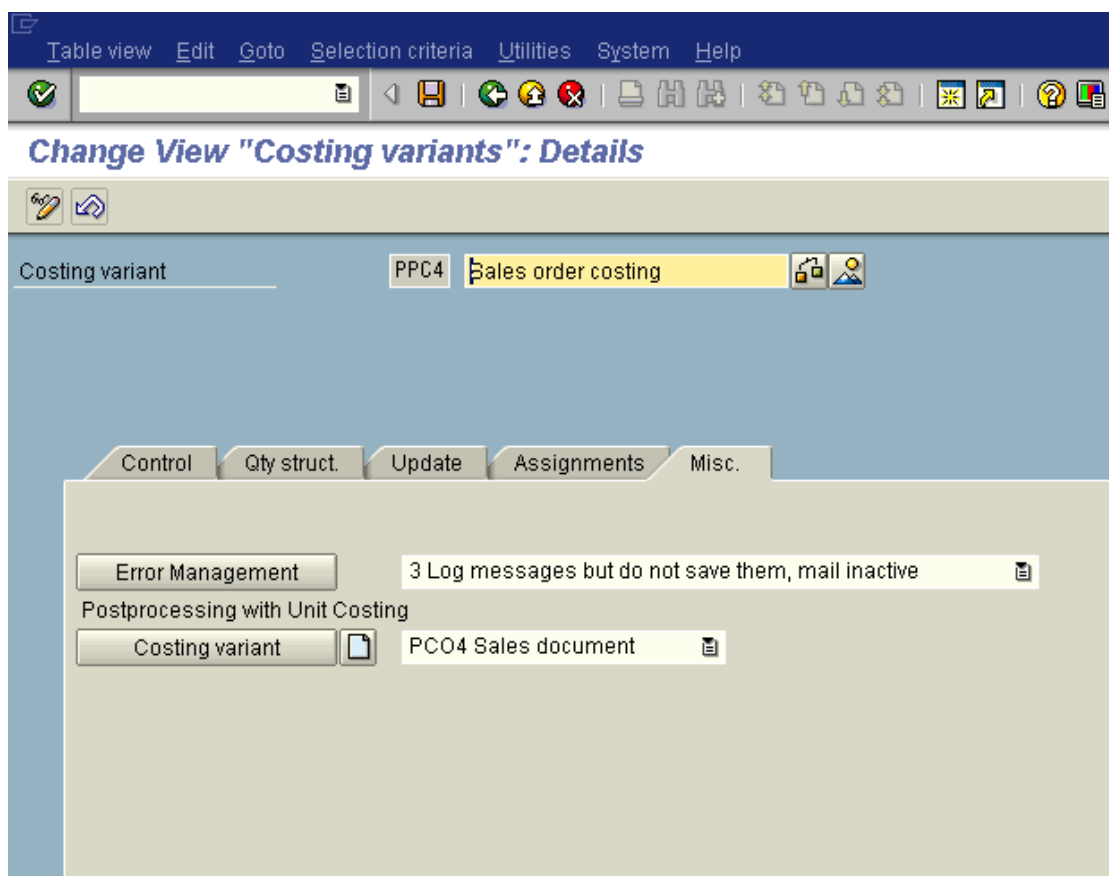 Table view Edit Goto Selection criteria Utilities System Help
Change View "Costing variants": Details
Costing variant PPC4 Sales order costing
Control Qty struct. Update Assignments Misc.
Error Management 3 Log messages but do not save them, mail inactive
Postprocessing with Unit Costing
Costing variant PCO4 Sales document